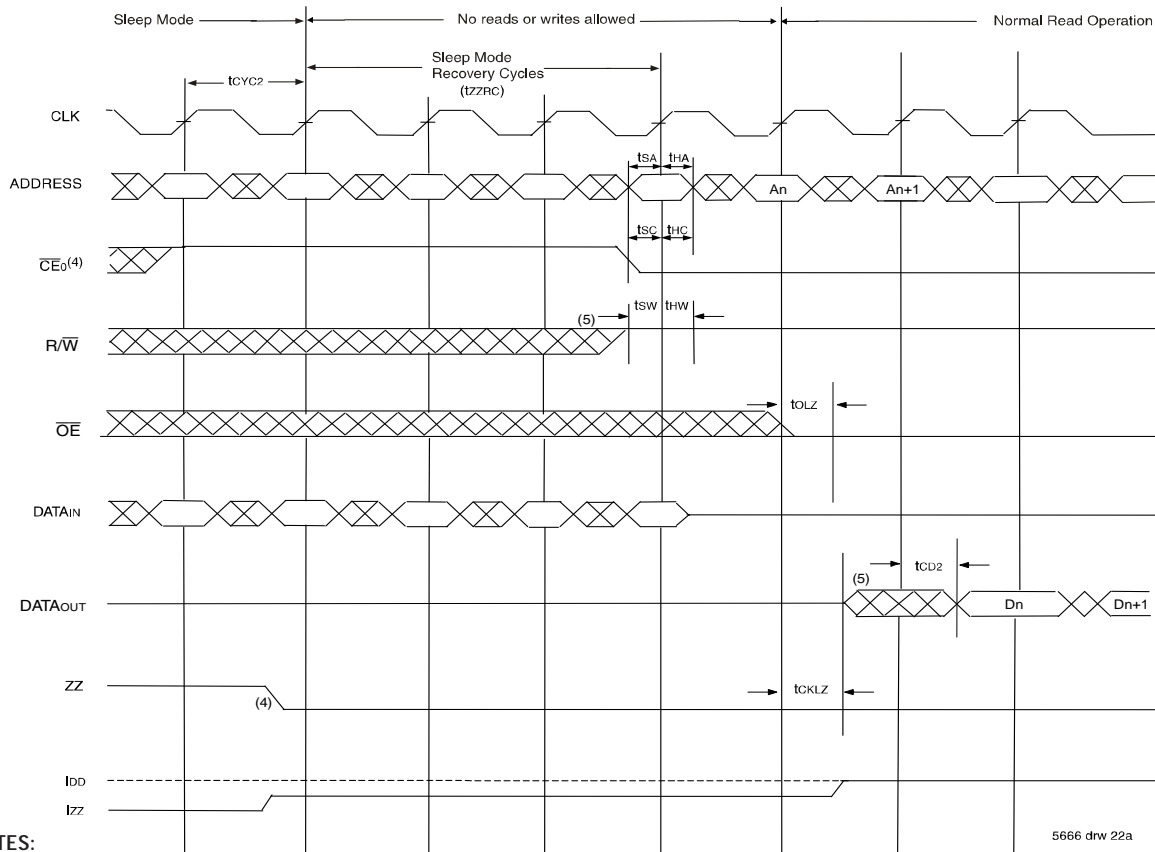 Sleep Mode No reads or writes allowed Normal Read Operation
Sleep Mode
Recovery Cycles
(tZZRC)
tCYC2
CLK
tSA tHA
ADDRESS An An+1
tSC tHC
CE0(4)
tSW tHW
(5)
R/W
tOLZ
OE
DATAIN
(5) tCD2
DATAOUT Dn Dn+1
ZZ
(4)
tCKLZ
IDD
IZZ
5666 drw 22a
TES: